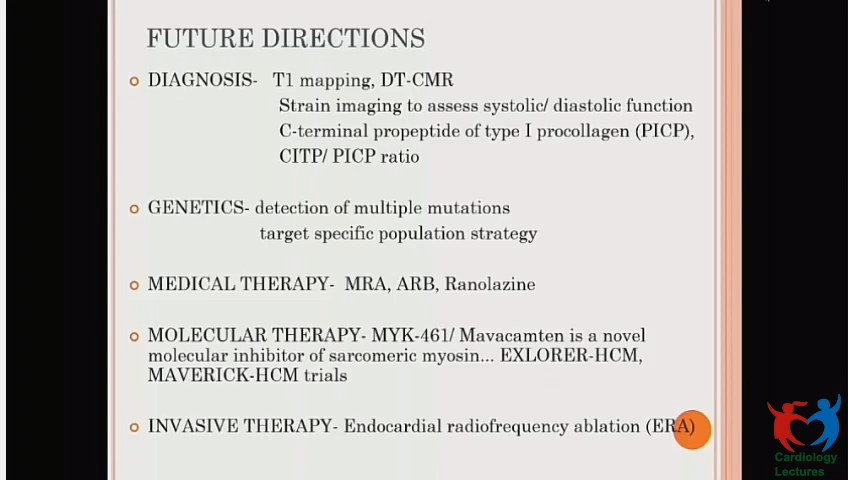 FUTURE DIRECTIONS
DIAGNOSIS- T1 mapping, DT-CMR
Strain imaging to assess systolic/ diastolic function
C-terminal propeptide of type I procollagen (PICP),
CITP/ PICP ratio
GENETICS- detection of multiple mutations
target specific population strategy
MEDICAL THERAPY- MRA, ARB, Ranolazine
MOLECULAR THERAPY- MYK-461/ Mavacamten is a novel
molecular inhibitor of sarcomeric myosin... EXLORER-HCM,
MAVERICK-HCM trials
INVASIVE THERAPY- Endocardial radiofrequency ablation (ERA)
Cardiology
Lectures